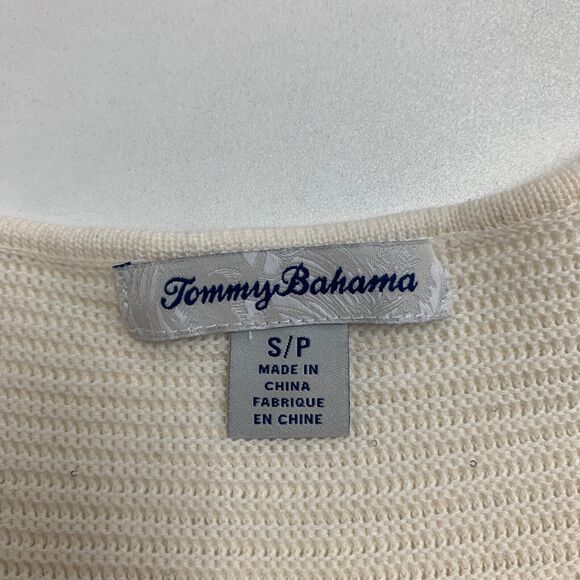 Tommy Bahama
S/P
MADE IN
CHINA
FABRIQUE
EN CHINE